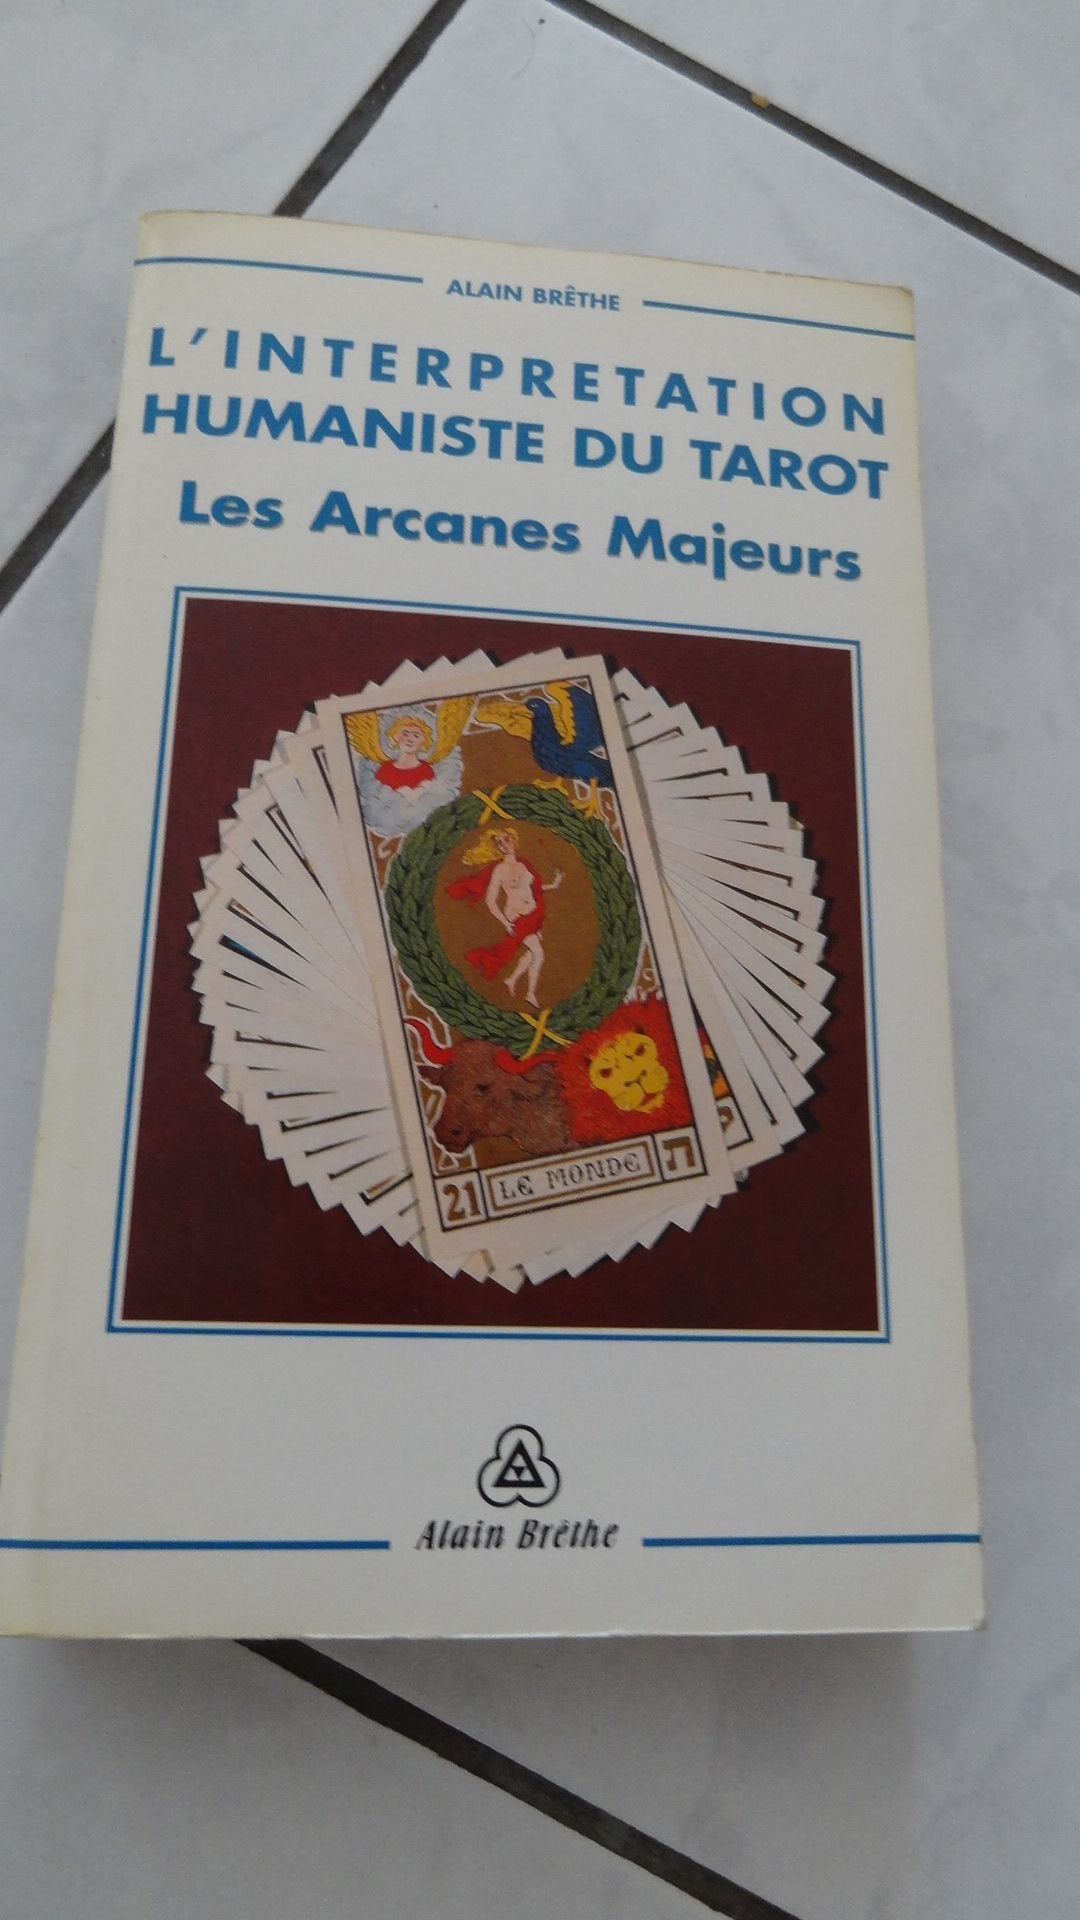 ALAIN BRÊTHE
L'INTERPRETATION
HUMANISTE DU TAROT
Les Arcanes Majeurs
21 LE MONDE ת
Alain Brêthe